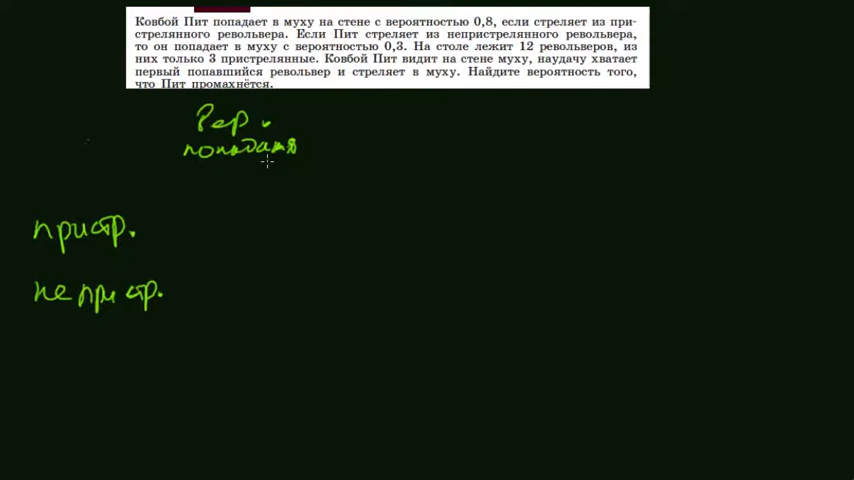 Ковбой Пит попадает в муху на стене с вероятностью 0,8, если стреляет из при-
стрелянного револьвера. Если Пит стреляет из непристрелянного револьвера,
то он попадает в муху с вероятностью 0,3. На столе лежит 12 револьверов, из
них только 3 пристрелянные. Ковбой Пит видит на стене муху, наудачу хватает
первый попавшийся револьвер и стреляет в муху. Найдите вероятность того,
что Пит промахнётся.
Вер.
попадания
пристр.
непристр.